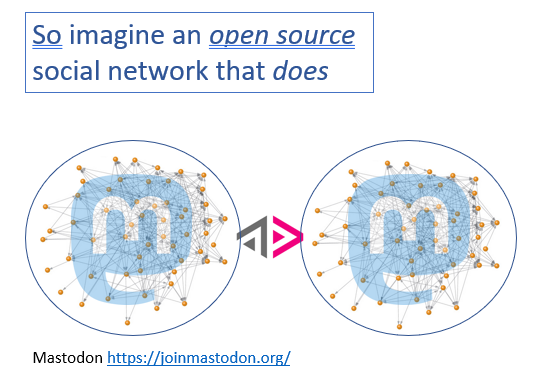 So imagine an open source
social network that does
Mastodon https://joinmastodon.org/